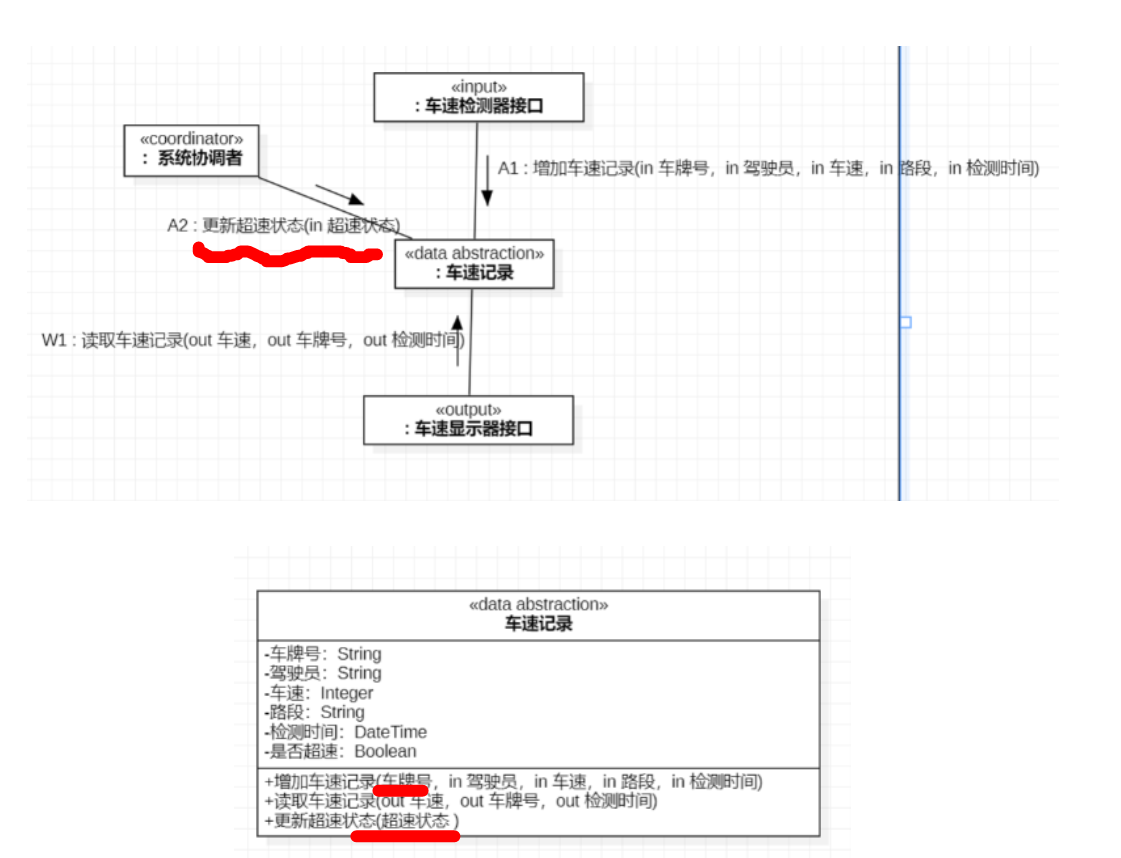 «input»
: 车速检测器接口
«coordinator»
： 系统协调者
A1 : 增加车速记录(in 车牌号，in 驾驶员，in 车速，in 路段，in 检测时间)
A2 : 更新超速状态(in 超速状态)
«data abstraction»
: 车速记录
W1 : 读取车速记录(out 车速，out 车牌号，out 检测时间)
«output»
: 车速显示器接口
«data abstraction»
车速记录
-车牌号：String
-驾驶员：String
-车速：Integer
-路段：String
-检测时间：DateTime
-是否超速：Boolean
+增加车速记录(车牌号，in 驾驶员，in 车速，in 路段，in 检测时间)
+读取车速记录(out 车速，out 车牌号，out 检测时间)
+更新超速状态(超速状态 )